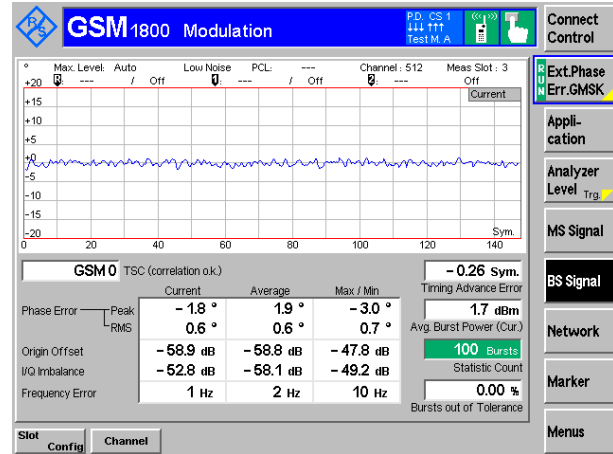 GSM 1800 Modulation
P.D. CS 1
Test M. A
Connect
Control
° Max. Level: Auto Low Noise PCL: --- Channel : 512 Meas Slot : 3
--- / Off --- / Off --- Off
Current
+20
+15
+10
+5
+0
-5
-10
-15
-20
Sym.
0 20 40 60 80 100 120 140
RUN
Ext.Phase
Err.GMSK
Appli-
cation
Analyzer
Level Trg.
MS Signal
BS Signal
Network
Marker
Menus
GSM 0 TSC (correlation o.k.)
– 0.26 Sym.
Timing Advance Error
Current Average Max / Min
Phase Error Peak – 1.8 ° 1.9 ° – 3.0 °
RMS 0.6 ° 0.6 ° 0.7 °
1.7 dBm
Avg. Burst Power (Cur.)
Origin Offset – 58.9 dB – 58.8 dB – 47.8 dB
I/Q Imbalance – 52.8 dB – 58.1 dB – 49.2 dB
Frequency Error 1 Hz 2 Hz 10 Hz
100 Bursts
Statistic Count
0.00 %
Bursts out of Tolerance
Slot
Config
Channel